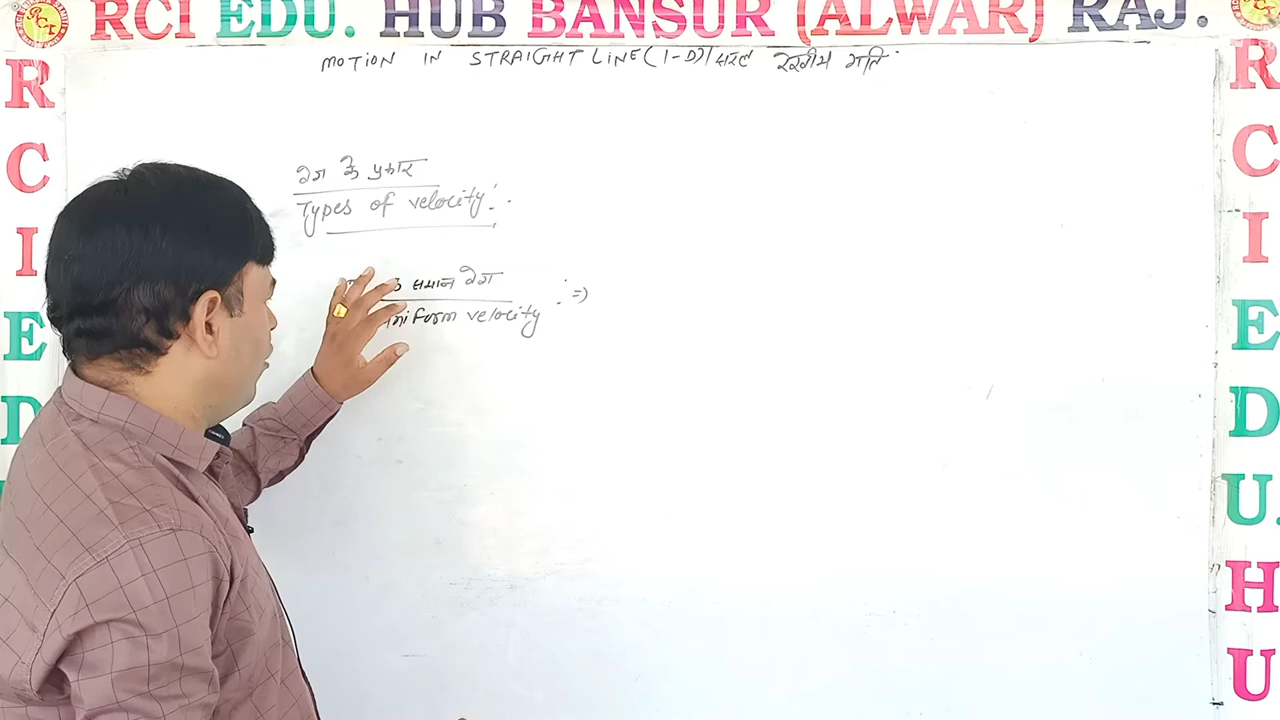 RCI EDU. HUB BANSUR (ALWAR) RAJ.
MOTION IN STRAIGHT LINE (1-D) / सरल रेखीय गति
वेग के प्रकार
Types of velocity :-
समान वेग
uniform velocity :⇒
R
C
I
E
D
R
C
I
E
D
U.
H
U